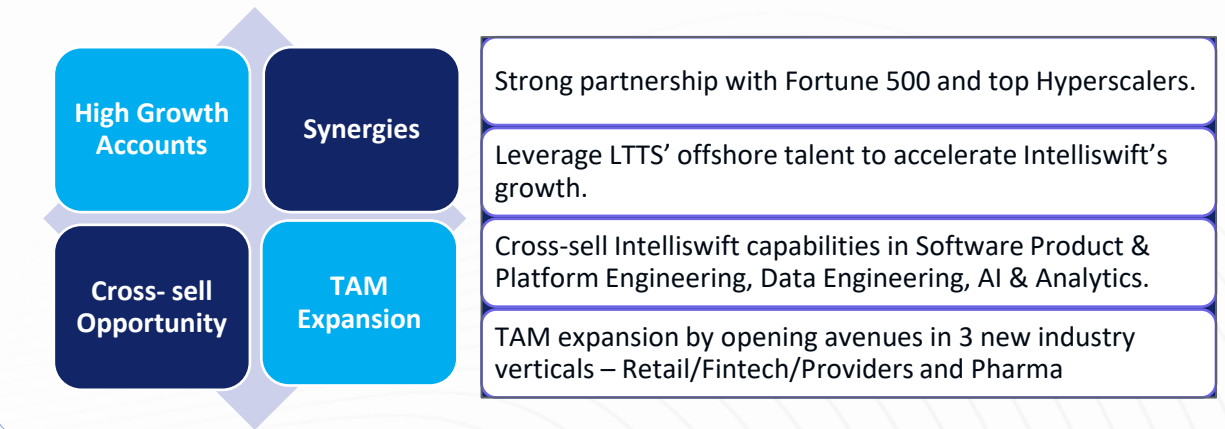 High Growth
Accounts
Synergies
Cross- sell
Opportunity
TAM
Expansion
Strong partnership with Fortune 500 and top Hyperscalers.
Leverage LTTS’ offshore talent to accelerate Intelliswift’s
growth.
Cross-sell Intelliswift capabilities in Software Product &
Platform Engineering, Data Engineering, AI & Analytics.
TAM expansion by opening avenues in 3 new industry
verticals – Retail/Fintech/Providers and Pharma